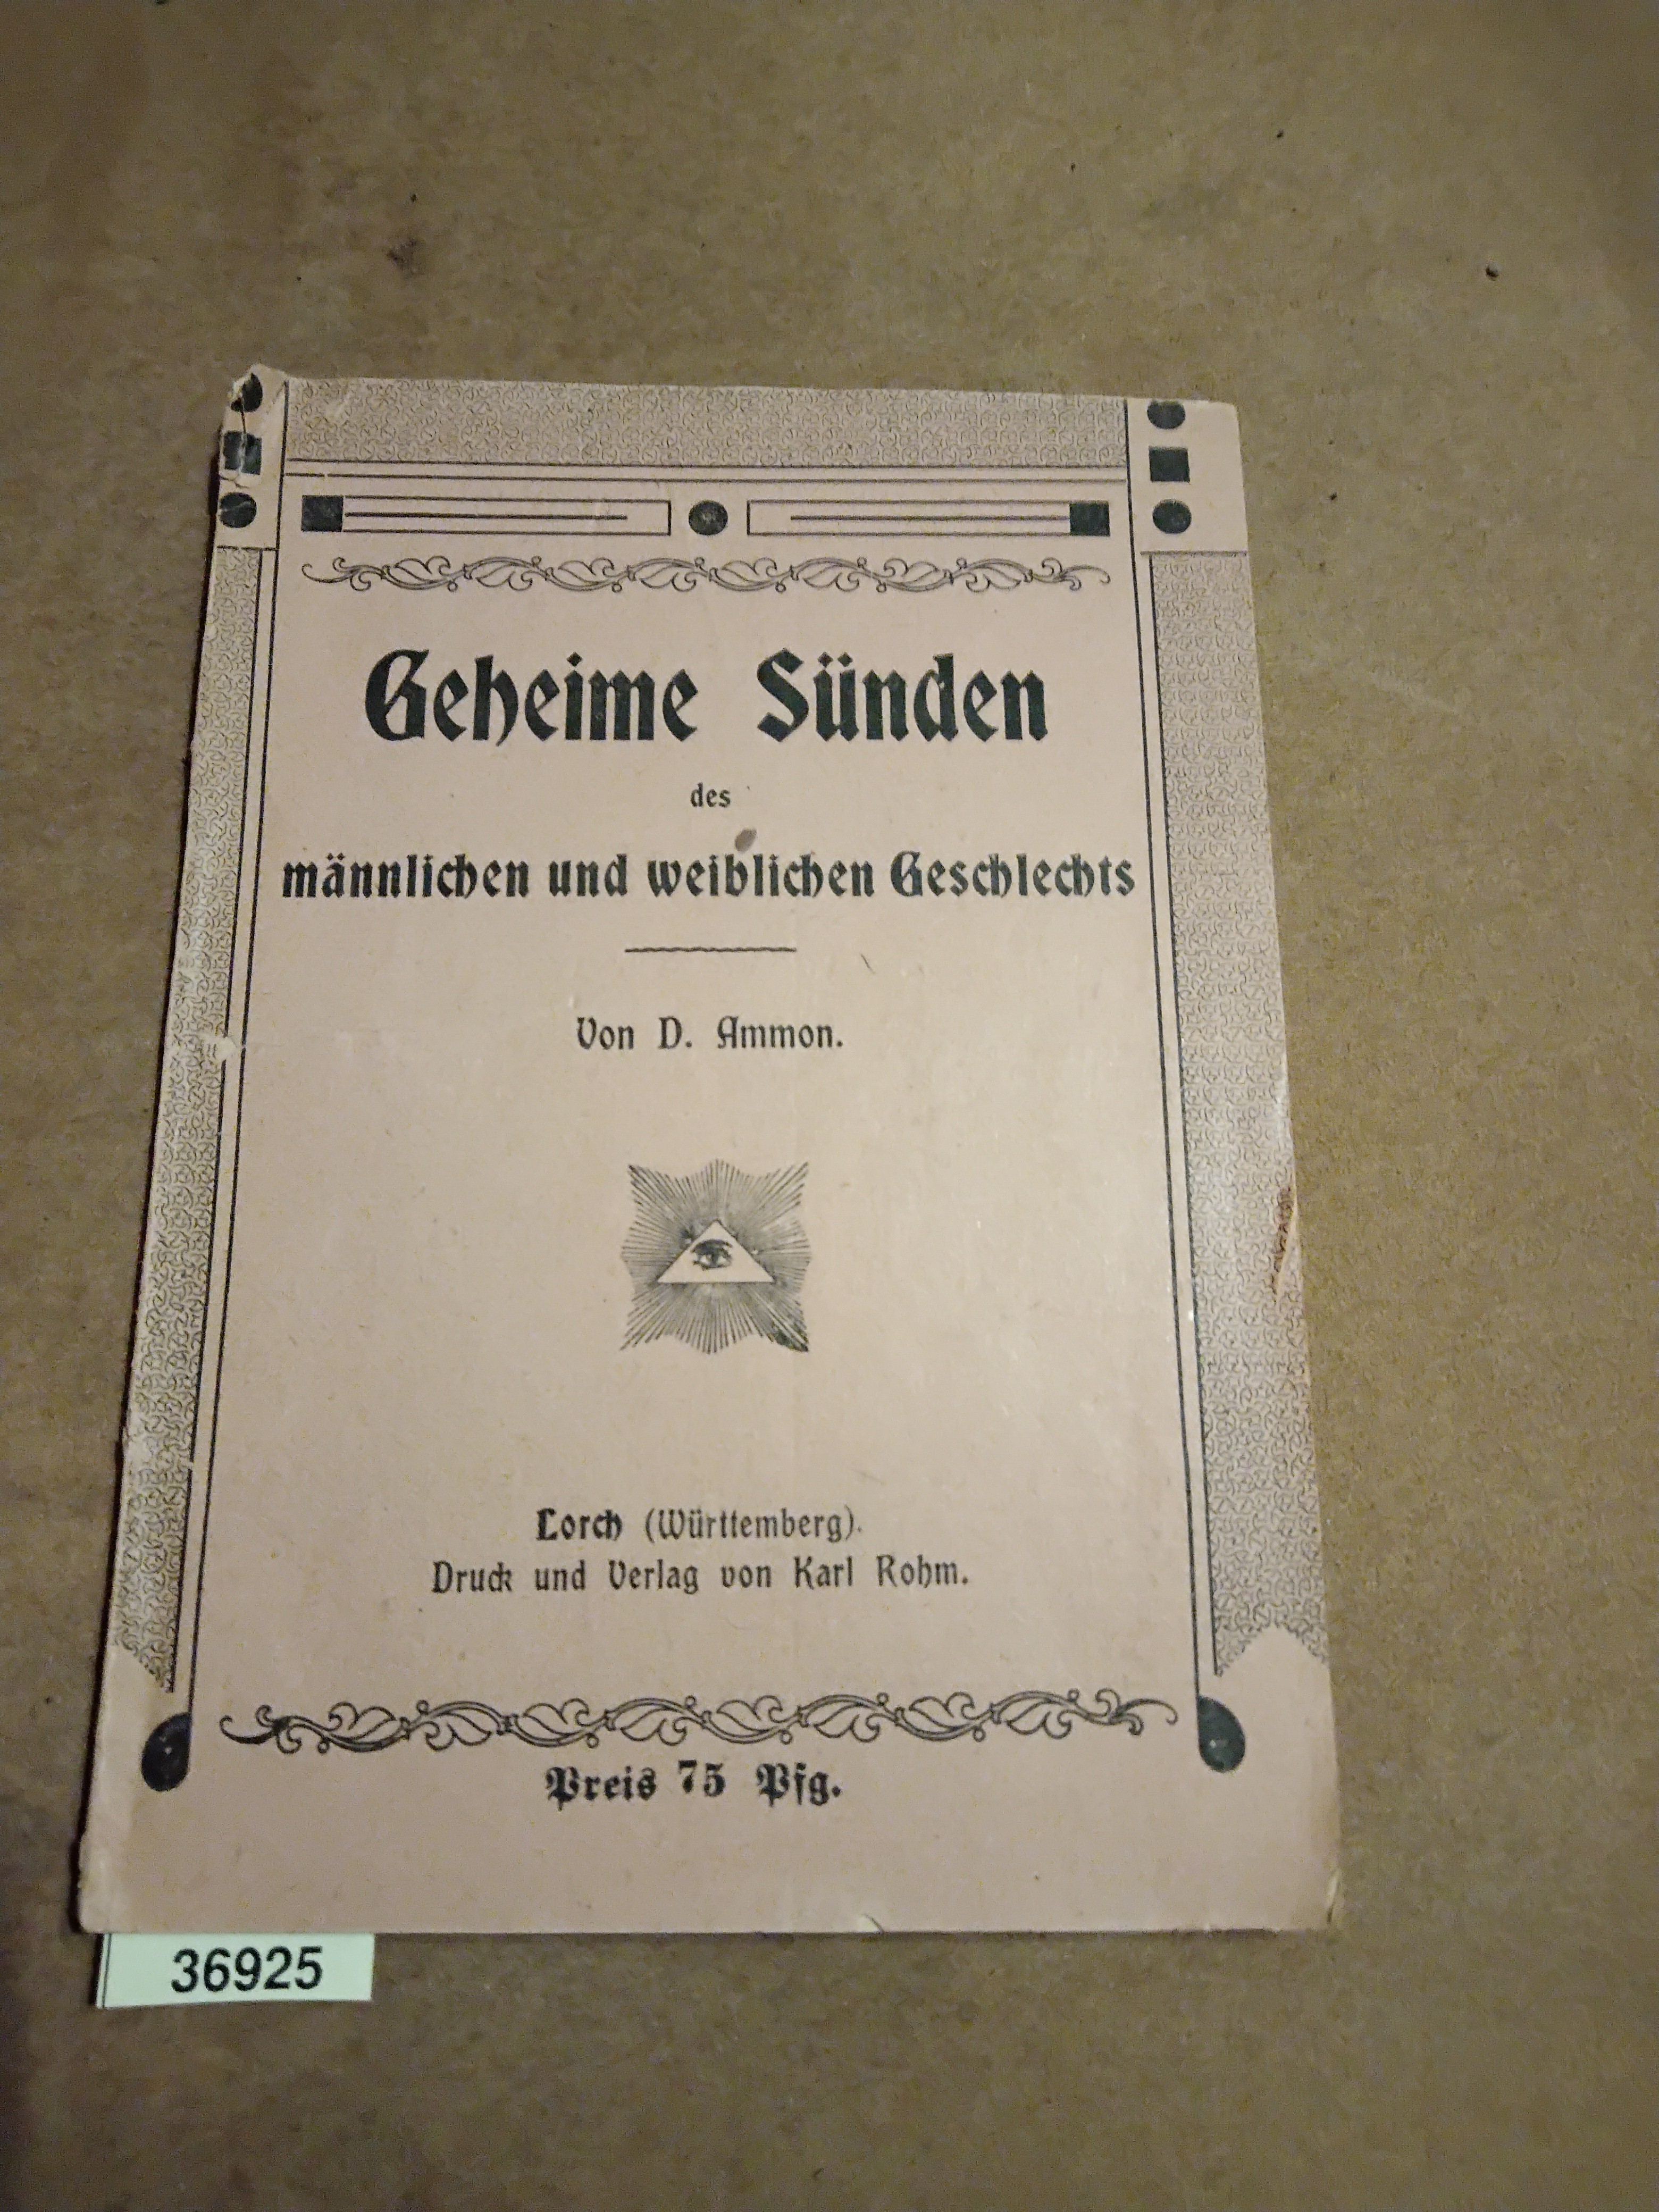 Geheime Sünden
des
männlichen und weiblichen Geschlechts
Von D. Ammon.
Lorch (Württemberg).
Druck und Verlag von Karl Rohm.
Preis 75 Pfg.
36925